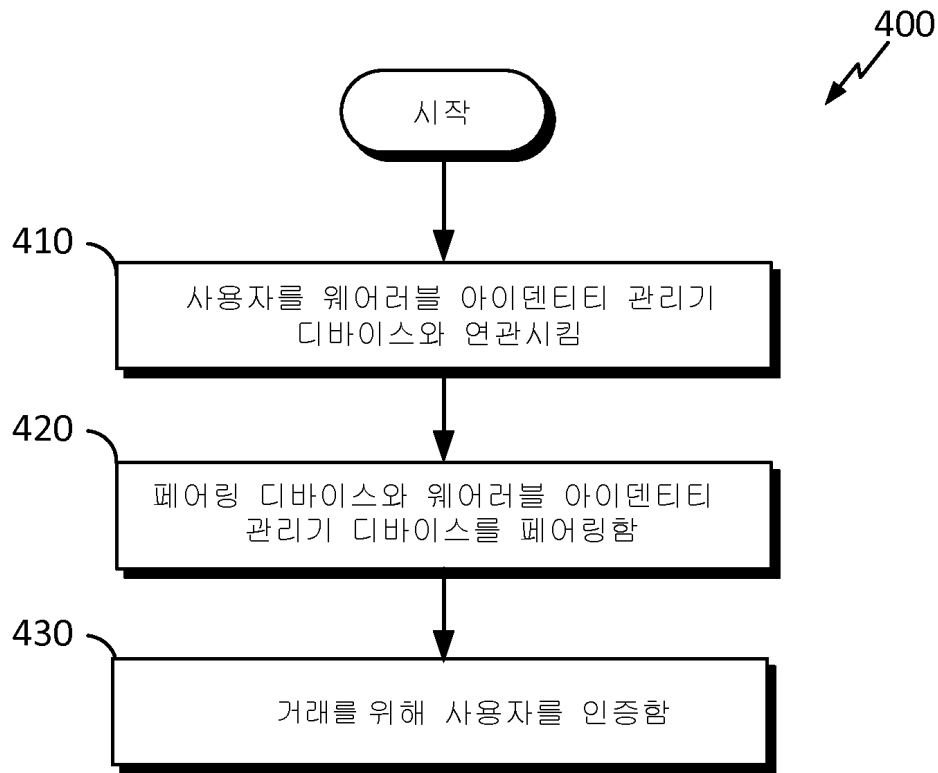 400
시작
410
사용자를 웨어러블 아이덴티티 관리기
디바이스와 연관시킴
420
페어링 디바이스와 웨어러블 아이덴티티
관리기 디바이스를 페어링함
430
거래를 위해 사용자를 인증함